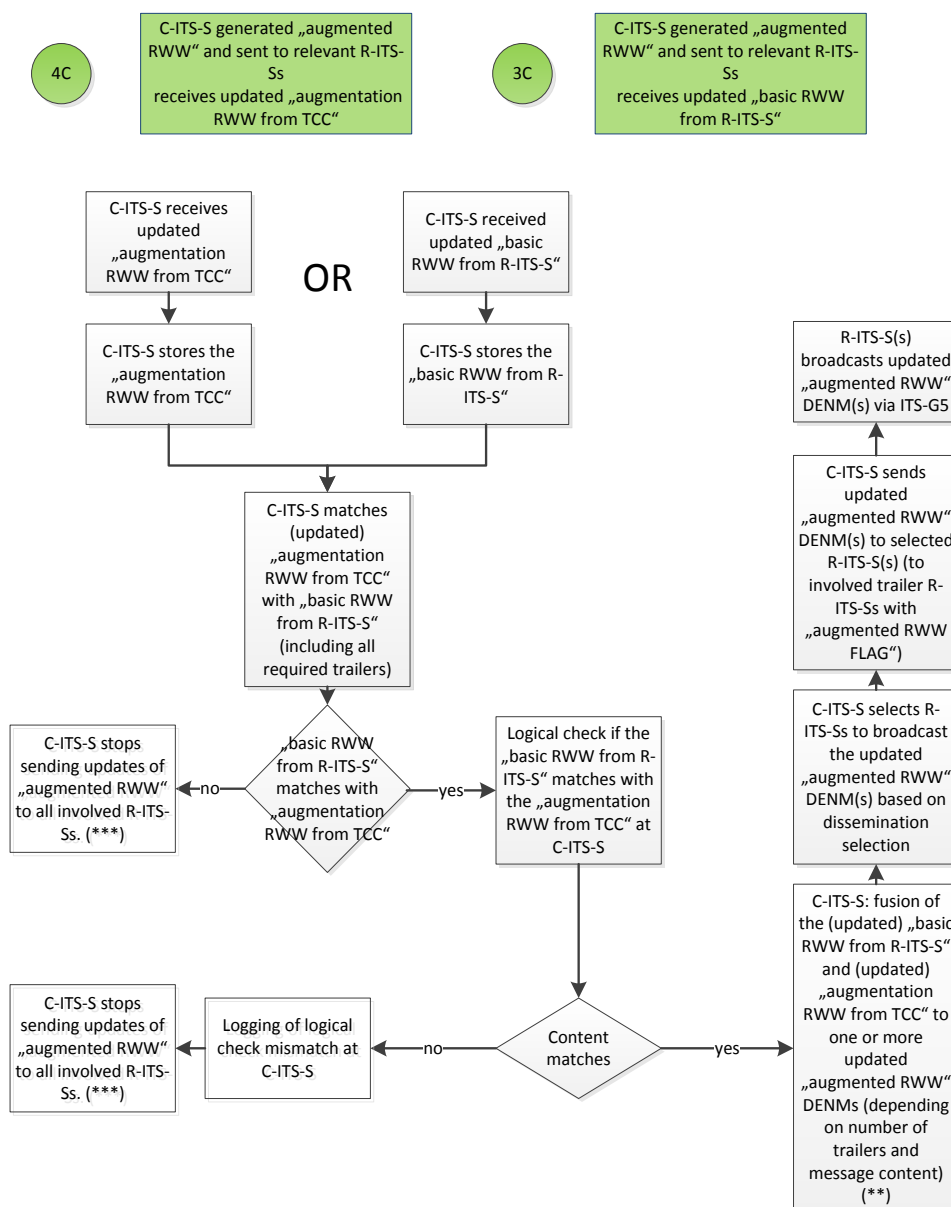 4C
C-ITS-S generated „augmented
RWW“ and sent to relevant R-ITS-
Ss
receives updated „augmentation
RWW from TCC“
3C
C-ITS-S generated „augmented
RWW“ and sent to relevant R-ITS-
Ss
receives updated „basic RWW
from R-ITS-S“
C-ITS-S receives
updated
„augmentation
RWW from TCC“
OR
C-ITS-S received
updated „basic
RWW from R-ITS-S“
C-ITS-S stores the
„augmentation
RWW from TCC“
C-ITS-S stores the
„basic RWW from R-
ITS-S“
C-ITS-S matches
(updated)
„augmentation
RWW from TCC“
with „basic RWW
from R-ITS-S“
(including all
required trailers)
„basic RWW
from R-ITS-S“
matches with
„augmentation
RWW from TCC“
no
C-ITS-S stops
sending updates of
„augmented RWW“
to all involved R-ITS-
Ss. (***)
yes
Logical check if the
„basic RWW from R-
ITS-S“ matches with
the „augmentation
RWW from TCC“ at
C-ITS-S
Content
matches
no
Logging of logical
check mismatch at
C-ITS-S
C-ITS-S stops
sending updates of
„augmented RWW“
to all involved R-ITS-
Ss. (***)
yes
C-ITS-S: fusion of
the (updated) „basic
RWW from R-ITS-S“
and (updated)
„augmentation
RWW from TCC“ to
one or more
updated
„augmented RWW“
DENMs (depending
on number of
trailers and
message content)
(**)
C-ITS-S selects R-
ITS-Ss to broadcast
the updated
„augmented RWW“
DENM(s) based on
dissemination
selection
C-ITS-S sends
updated
„augmented RWW“
DENM(s) to selected
R-ITS-S(s) (to
involved trailer R-
ITS-Ss with
„augmented RWW
FLAG“)
R-ITS-S(s)
broadcasts updated
„augmented RWW“
DENM(s) via ITS-G5